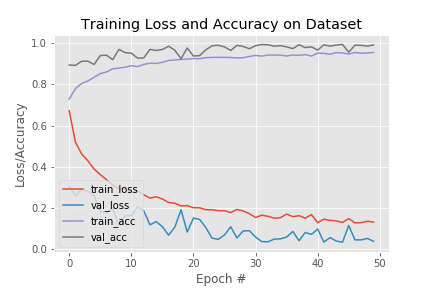 Training Loss and Accuracy on Dataset
1.0
0.8
0.6
0.4
0.2
0.0
Loss/Accuracy
train_loss
val_loss
train_acc
val_acc
0 10 20 30 40 50
Epoch #